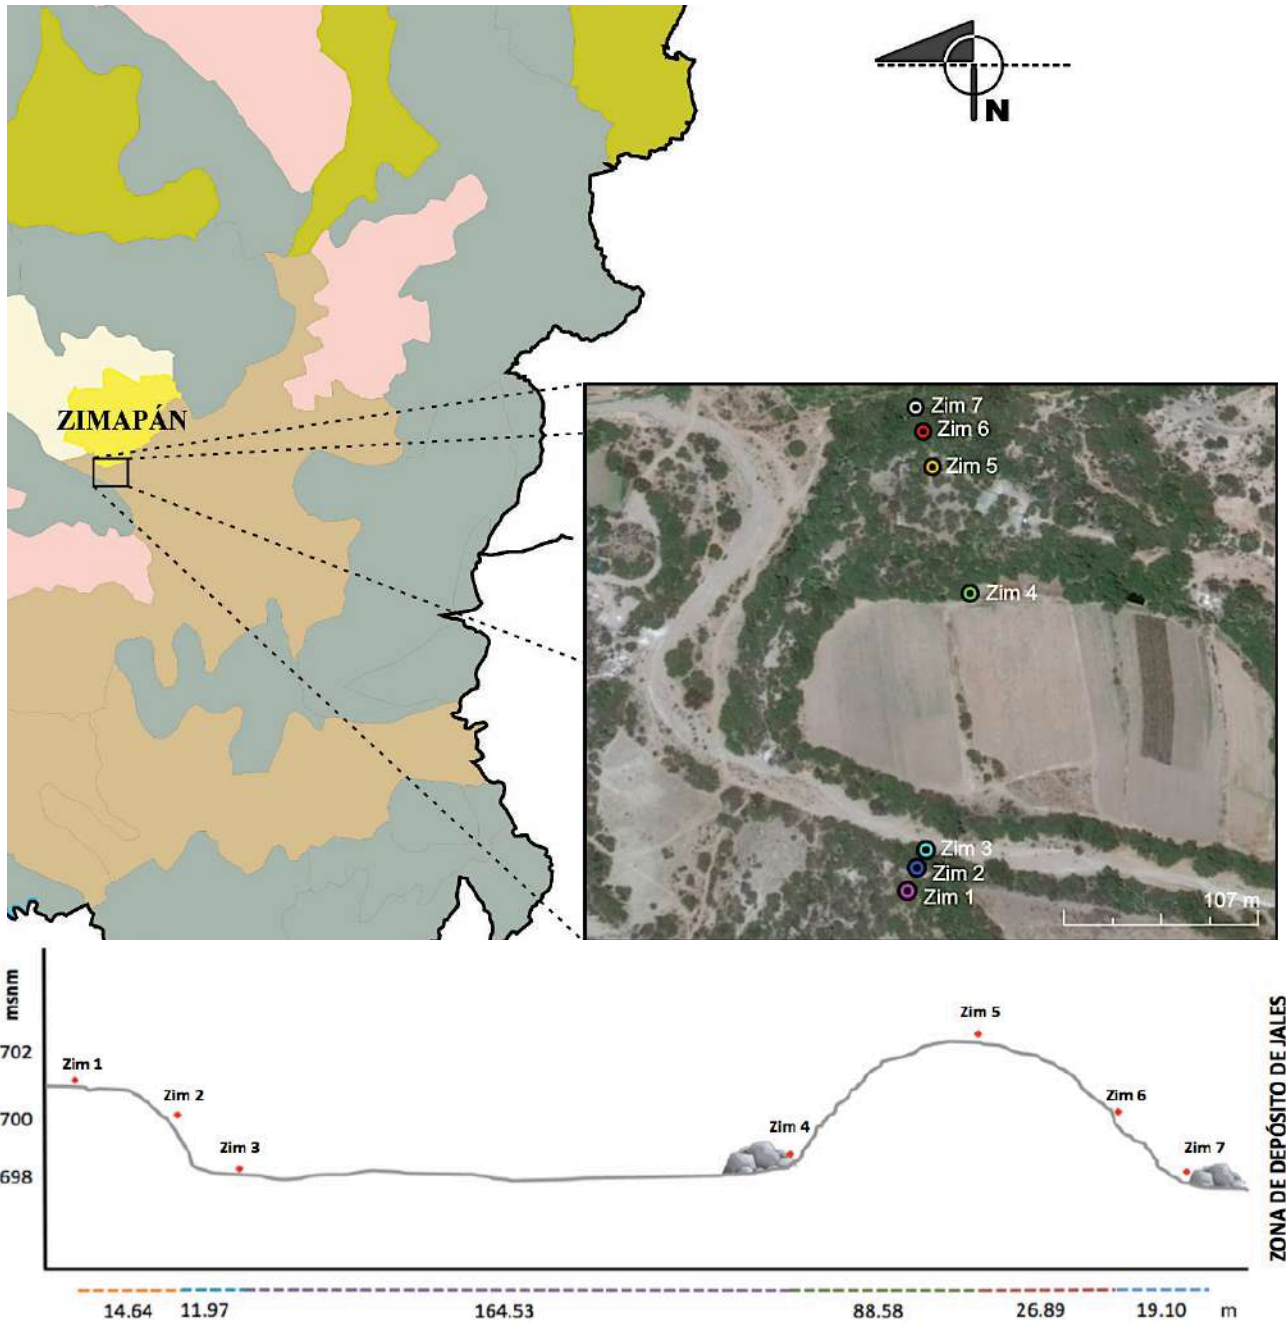 N
ZIMAPÁN
Zim 7
Zim 6
Zim 5
Zim 4
Zim 3
Zim 2
Zim 1
107 m
msnm
702
700
698
Zim 1
Zim 2
Zim 3
Zim 4
Zim 5
Zim 6
Zim 7
ZONA DE DEPÓSITO DE JALES
14.64 11.97 164.53 88.58 26.89 19.10 m